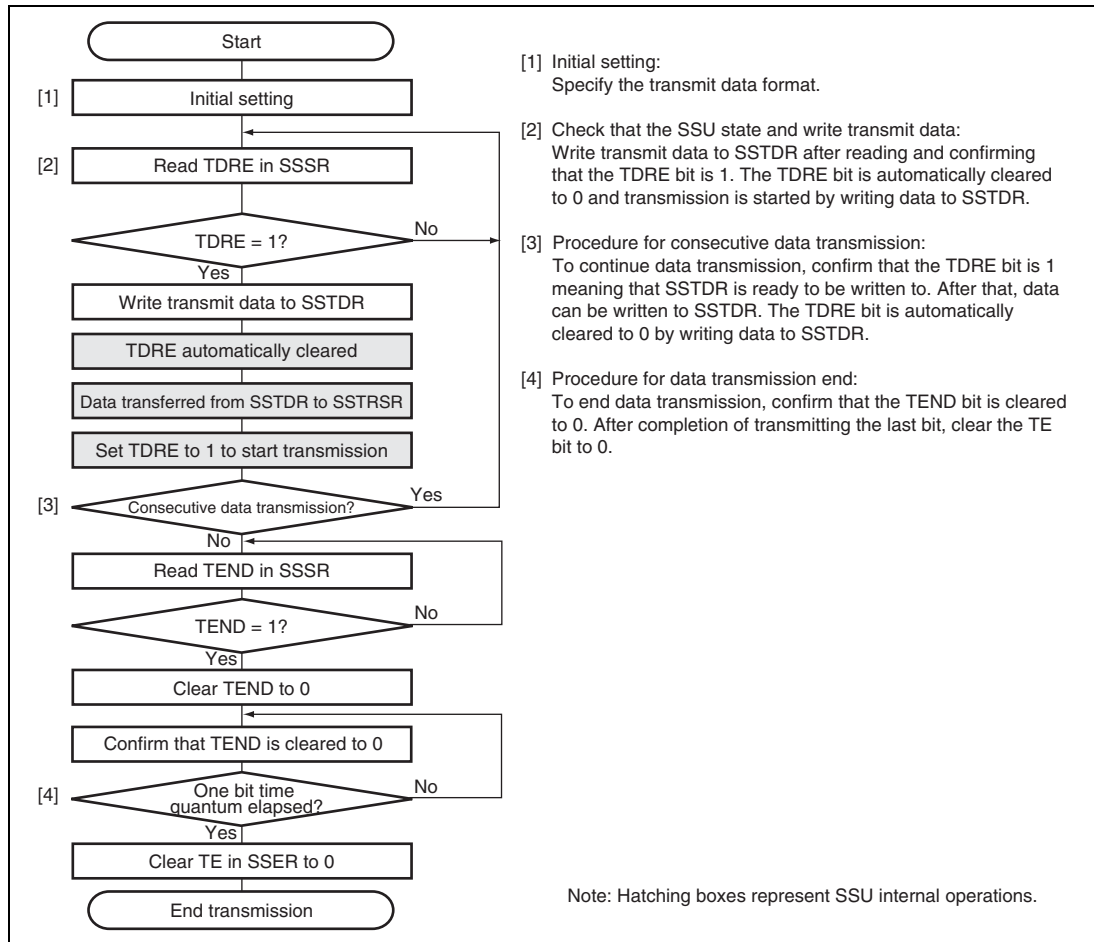 Start
[1] Initial setting
[2] Read TDRE in SSSR
TDRE = 1?
No
Yes
Write transmit data to SSTDR
TDRE automatically cleared
Data transferred from SSTDR to SSTRSR
Set TDRE to 1 to start transmission
[3] Consecutive data transmission?
Yes
No
Read TEND in SSSR
TEND = 1?
No
Yes
Clear TEND to 0
Confirm that TEND is cleared to 0
[4] One bit time
quantum elapsed?
No
Yes
Clear TE in SSER to 0
End transmission
[1] Initial setting:
Specify the transmit data format.
[2] Check that the SSU state and write transmit data:
Write transmit data to SSTDR after reading and confirming
that the TDRE bit is 1. The TDRE bit is automatically cleared
to 0 and transmission is started by writing data to SSTDR.
[3] Procedure for consecutive data transmission:
To continue data transmission, confirm that the TDRE bit is 1
meaning that SSTDR is ready to be written to. After that, data
can be written to SSTDR. The TDRE bit is automatically
cleared to 0 by writing data to SSTDR.
[4] Procedure for data transmission end:
To end data transmission, confirm that the TEND bit is cleared
to 0. After completion of transmitting the last bit, clear the TE
bit to 0.
Note: Hatching boxes represent SSU internal operations.